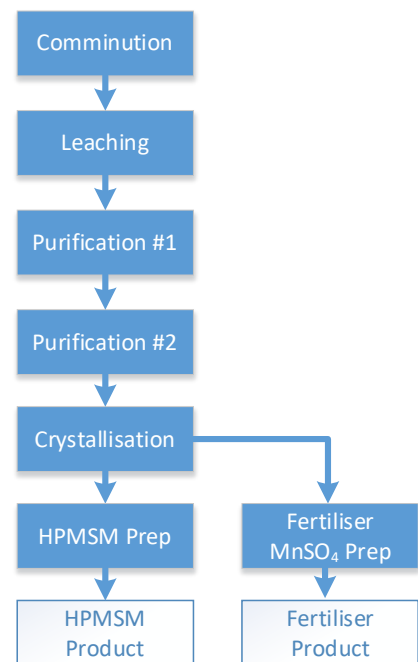 Comminution
Leaching
Purification #1
Purification #2
Crystallisation
HPMSM Prep
Fertiliser
MnSO₄ Prep
HPMSM
Product
Fertiliser
Product